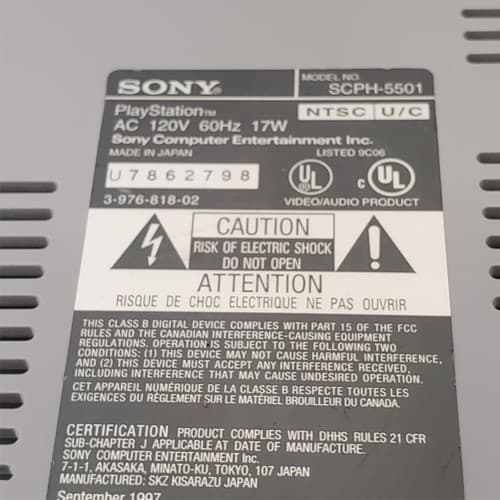 SONY
MODEL NO.
SCPH-5501
PlayStation™
NTSC U/C
AC 120V 60Hz 17W
Sony Computer Entertainment Inc.
MADE IN JAPAN
LISTED 9C06
U7862798
UL
c UL
3-976-818-02
VIDEO/AUDIO PRODUCT
CAUTION
RISK OF ELECTRIC SHOCK
DO NOT OPEN
ATTENTION
RISQUE DE CHOC ELECTRIQUE NE PAS OUVRIR
THIS CLASS B DIGITAL DEVICE COMPLIES WITH PART 15 OF THE FCC
RULES AND THE CANADIAN INTERFERENCE-CAUSING EQUIPMENT
REGULATIONS. OPERATION IS SUBJECT TO THE FOLLOWING TWO
CONDITIONS: (1) THIS DEVICE MAY NOT CAUSE HARMFUL INTERFERENCE,
AND (2) THIS DEVICE MUST ACCEPT ANY INTERFERENCE RECEIVED,
INCLUDING INTERFERENCE THAT MAY CAUSE UNDESIRED OPERATION.
CET APPAREIL NUMÉRIQUE DE LA CLASSE B RESPECTE TOUTES LES
EXIGENCES DU RÈGLEMENT SUR LE MATÉRIEL BROUILLEUR DU CANADA.
CERTIFICATION PRODUCT COMPLIES WITH DHHS RULES 21 CFR
SUB-CHAPTER J APPLICABLE AT DATE OF MANUFACTURE.
SONY COMPUTER ENTERTAINMENT INC.
7-1-1, AKASAKA, MINATO-KU, TOKYO, 107 JAPAN
MANUFACTURED: SKZ KISARAZU JAPAN
September 1997